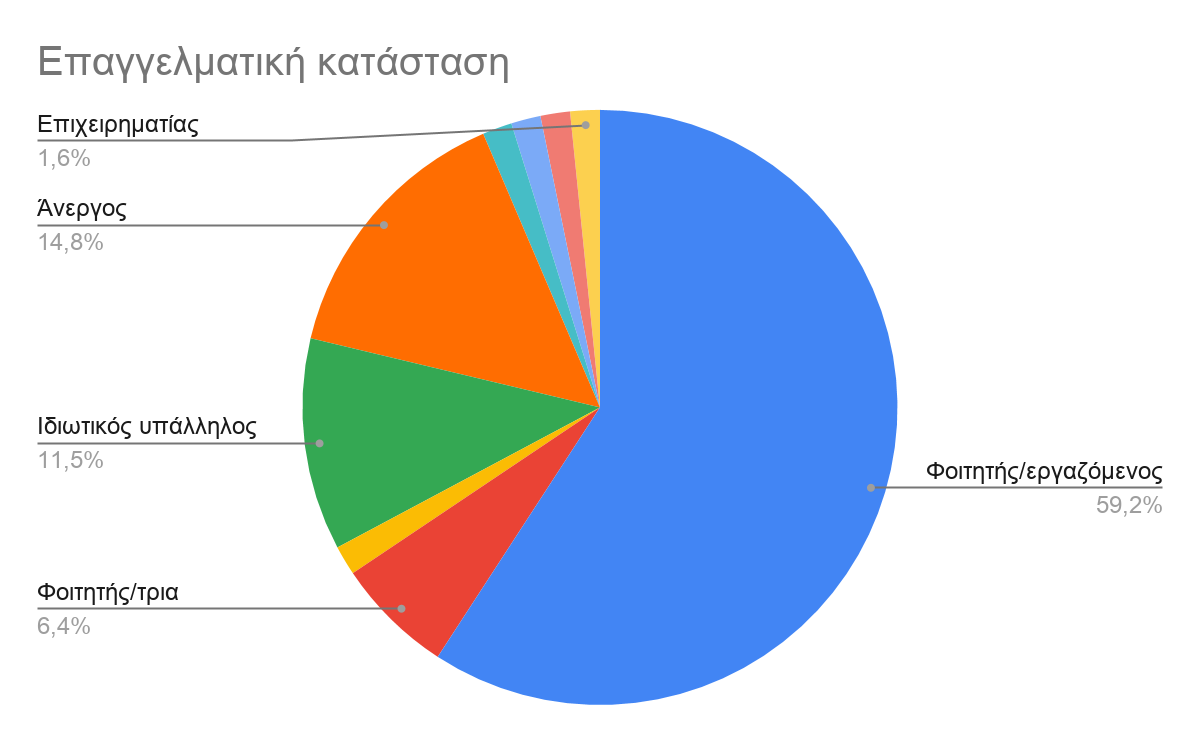 Επαγγελματική κατάσταση
Επιχειρηματίας
1,6%
Άνεργος
14,8%
Ιδιωτικός υπάλληλος
11,5%
Φοιτητής/εργαζόμενος
59,2%
Φοιτητής/τρια
6,4%